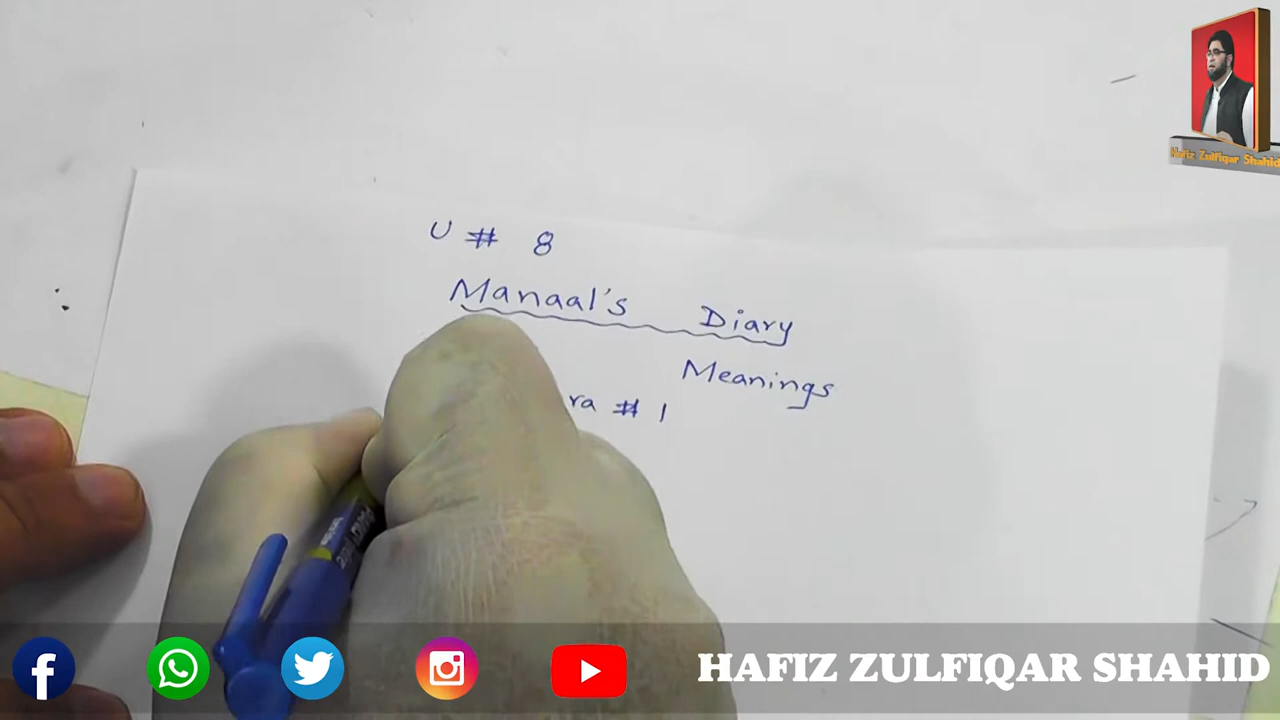 Hafiz Zulfiqar Shahid
U # 8
Manaal's Diary
Meanings
ra # 1
HAFIZ ZULFIQAR SHAHID